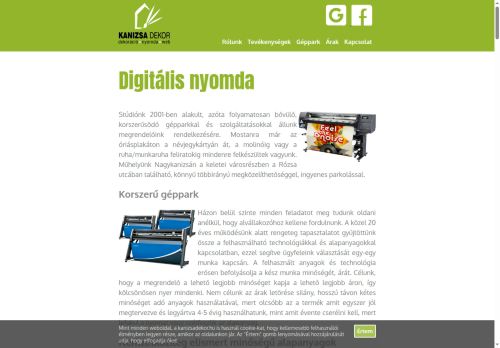 KANIZSA DEKOR
dekoráció nyomda web
Rólunk Tevékenységek Géppark Árak Kapcsolat
Digitális nyomda
Stúdiónk 2001-ben alakult, azóta folyamatosan bővülő,
korszerűsödő gépparkkal és szolgáltatásokkal állunk
megrendelőink rendelkezésére. Mostanra már az
óriásplakáton a névjegykártyán át, a molinóig vagy a
ruha/munkaruha feliratokig mindenre felkészültek vagyunk.
Műhelyünk Nagykanizsán a keleti városrészben a Rózsa
utcában található, könnyű többirányú megközelíthetőséggel, ingyenes parkolással.
Korszerű géppark
Házon belül szinte minden feladatot meg tudunk oldani
anélkül, hogy alvállalkozóhoz kellene fordulnunk. A közel 20
éves működésünk alatt rengeteg tapasztalatot gyűjtöttünk
össze a felhasználható technológiákkal és alapanyagokkal
kapcsolatban, ezzel segítve ügyfeleink választását egy-egy
munka kapcsán. A felhasznált anyagok és technológia
erősen befolyásolja a kész munka minőségét, árát. Célunk,
hogy a megrendelő a lehető legjobb minőséget kapja a lehető legjobb áron, így
kölcsönösen nyer mindenki. Nem célunk az árak letörése silány, hosszú távon kétes
minőséget adó anyagok használatával, mert olcsóbb az a termék amit egyszer jól
megtervezve és legyártva 4-5 évig használhatunk, mint amit évente cserélni kell, mert
Mint minden weboldal, a kanizsadekor.hu is használ cookie-kat, hogy kellemesebb felhasználói
élményben legyen része, amikor az oldalunkon jár. Az "Értem" gomb lenyomásával hozzájárulását
adja, hogy elfogadja őket.
Értem
elismert minőségű alapanyagok